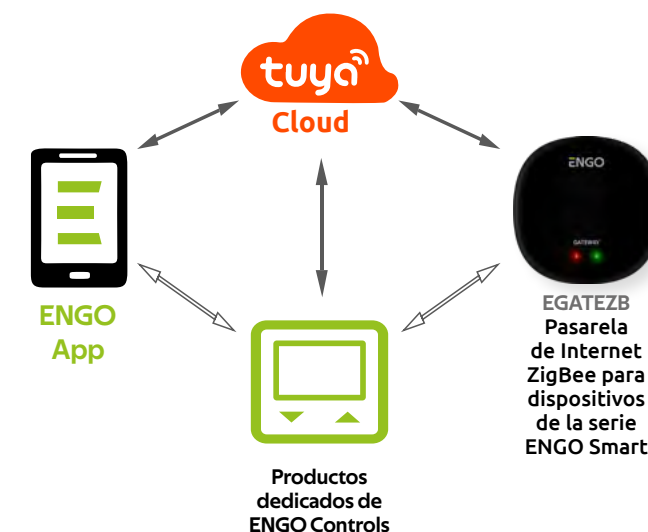 tuya
Cloud
ENGO
GATEWAY
ENGO
App
EGATEZB
Pasarela
de Internet
ZigBee para
dispositivos
de la serie
ENGO Smart
Productos
dedicados de
ENGO Controls